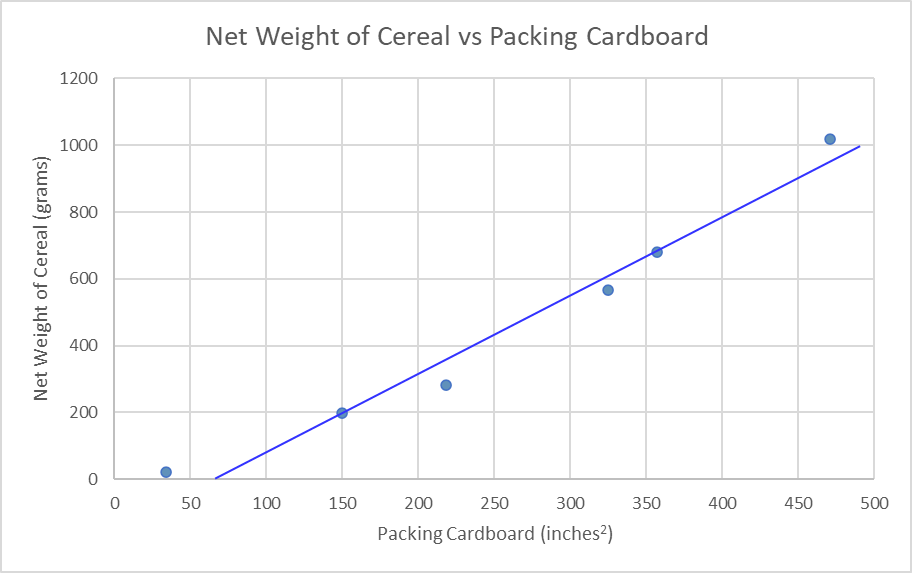 Net Weight of Cereal vs Packing Cardboard
Net Weight of Cereal (grams)
1200
1000
800
600
400
200
0
0 50 100 150 200 250 300 350 400 450 500
Packing Cardboard (inches²)